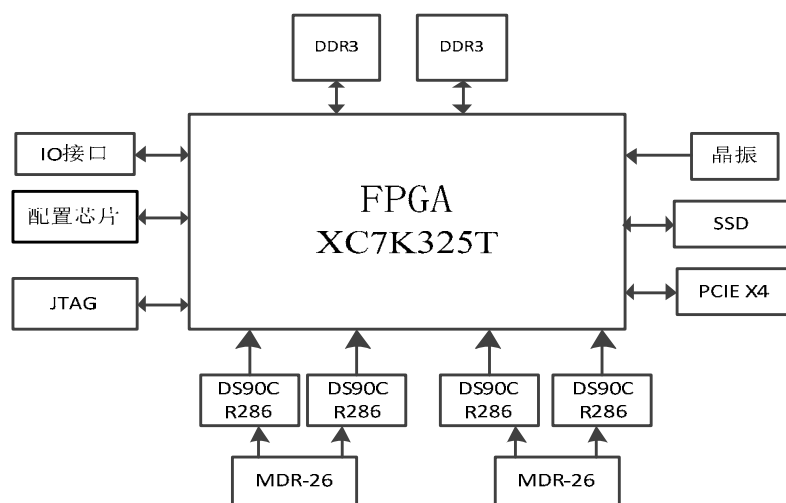 DDR3
DDR3
IO接口
配置芯片
JTAG
FPGA
XC7K325T
晶振
SSD
PCIE X4
DS90C
R286
DS90C
R286
DS90C
R286
DS90C
R286
MDR-26
MDR-26